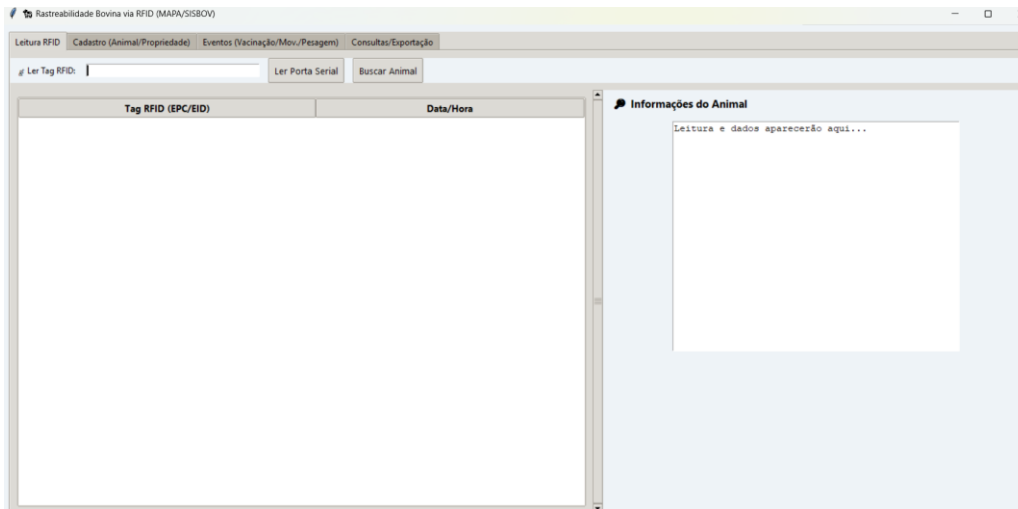 Rastreabilidade Bovina via RFID (MAPA/SISBOV)
Leitura RFID Cadastro (Animal/Propriedade) Eventos (Vacinação/Mov./Pesagem) Consultas/Exportação
Ler Tag RFID: Ler Porta Serial Buscar Animal
Tag RFID (EPC/EID) Data/Hora
Informações do Animal
Leitura e dados aparecerão aqui...